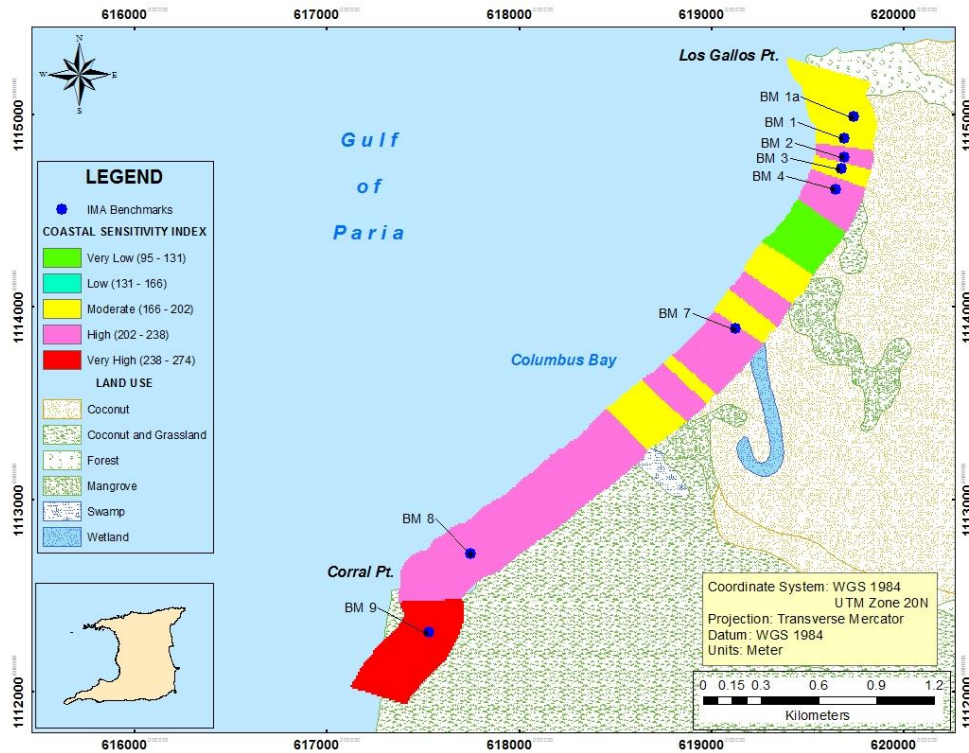 616000 617000 618000 619000 620000
N
W E
S
Los Gallos Pt.
BM 1a
BM 1
BM 2
BM 3
BM 4
BM 7
BM 8
BM 9
Gulf
of
Paria
Columbus Bay
Corral Pt.
1115000
1114000
1113000
1112000
1115000
1114000
1113000
1112000
LEGEND
IMA Benchmarks
COASTAL SENSITIVITY INDEX
Very Low (95 - 131)
Low (131 - 166)
Moderate (166 - 202)
High (202 - 238)
Very High (238 - 274)
LAND USE
Coconut
Coconut and Grassland
Forest
Mangrove
Swamp
Wetland
Coordinate System: WGS 1984
UTM Zone 20N
Projection: Transverse Mercator
Datum: WGS 1984
Units: Meter
0 0.15 0.3 0.6 0.9 1.2
Kilometers
616000 617000 618000 619000 620000